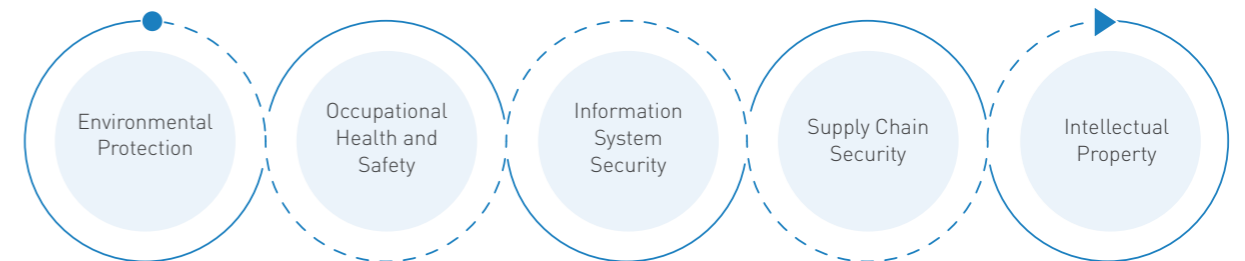 Environmental
Protection
Occupational
Health and
Safety
Information
System
Security
Supply Chain
Security
Intellectual
Property